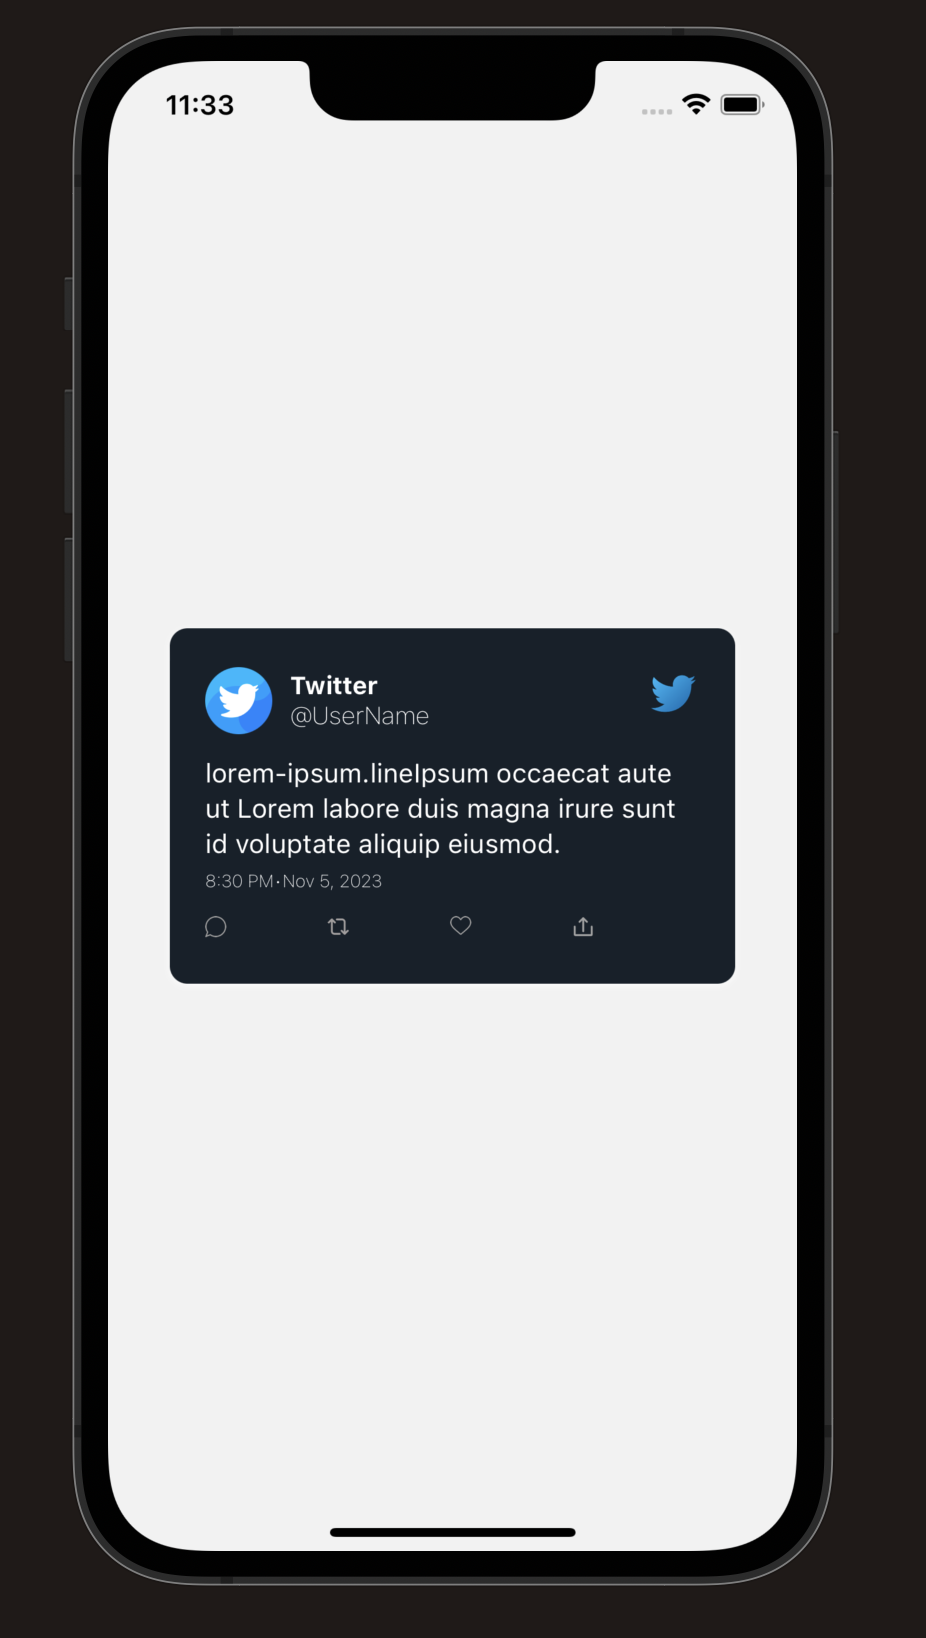 11:33
Twitter
@UserName
lorem-ipsum.lineIpsum occaecat aute
ut Lorem labore duis magna irure sunt
id voluptate aliquip eiusmod.
8:30 PM·Nov 5, 2023